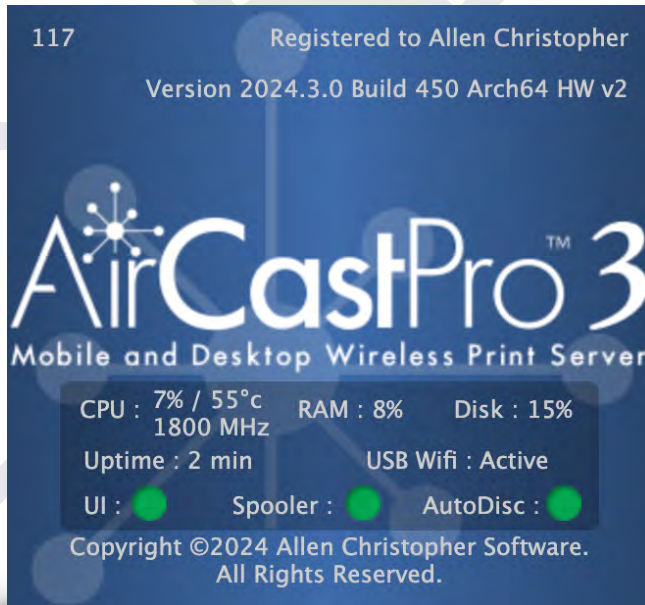 117
Registered to Allen Christopher
Version 2024.3.0 Build 450 Arch64 HW v2
AirCastPro™ 3
Mobile and Desktop Wireless Print Server
CPU : 7% / 55°c RAM : 8% Disk : 15%
1800 MHz
Uptime : 2 min USB Wifi : Active
UI : Spooler : AutoDisc :
Copyright ©2024 Allen Christopher Software.
All Rights Reserved.